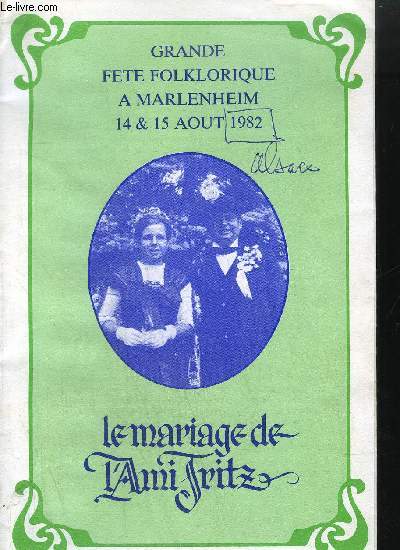 Le-livre.com
GRANDE
FETE FOLKLORIQUE
A MARLENHEIM
14 & 15 AOUT 1982
Alsace
le mariage de
l'Ami Fritz